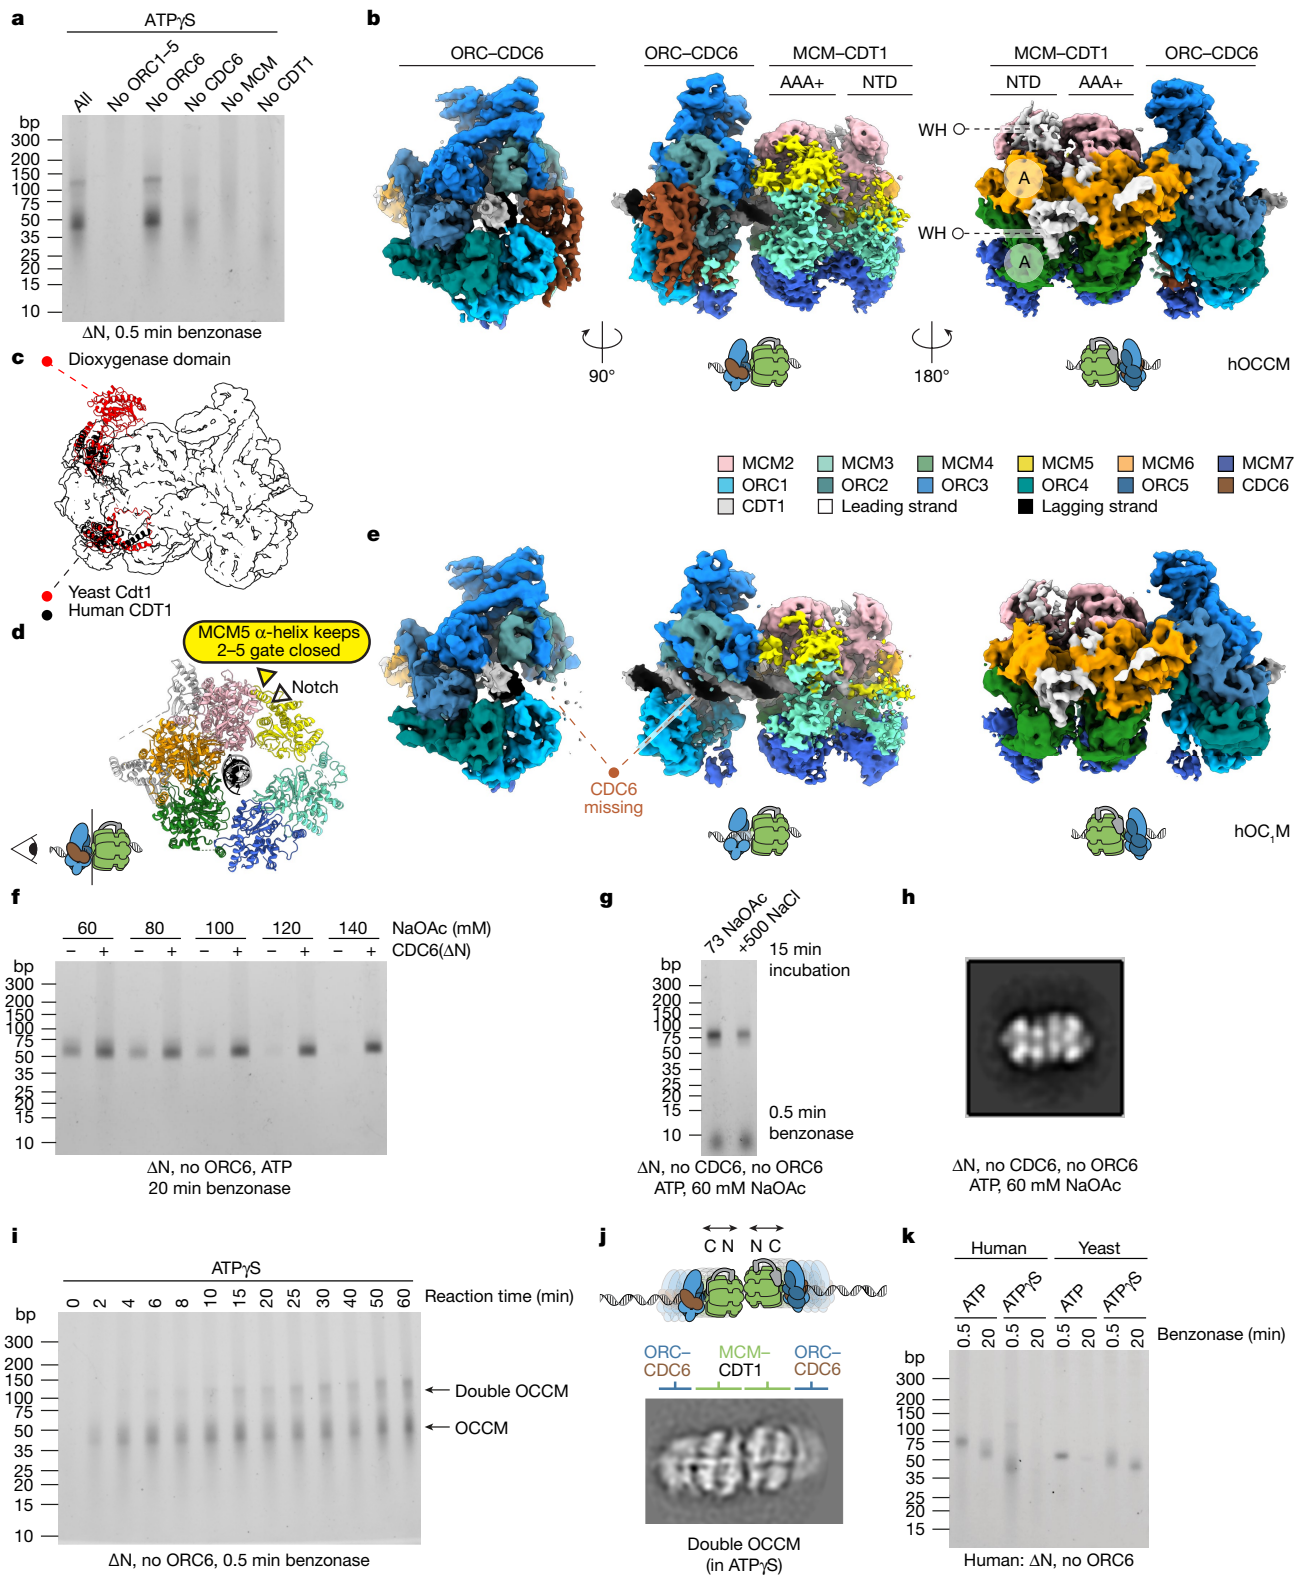 a
ATPγS
All
No ORC1–5
No ORC6
No CDC6
No MCM
No CDT1
bp
300
200
150
100
75
50
35
25
20
15
10
ΔN, 0.5 min benzonase
b
ORC–CDC6
ORC–CDC6
MCM–CDT1
AAA+
NTD
MCM–CDT1
ORC–CDC6
NTD
AAA+
WH
A
WH
A
90°
180°
hOCCM
c
Dioxygenase domain
Yeast Cdt1
Human CDT1
MCM2
MCM3
MCM4
MCM5
MCM6
MCM7
ORC1
ORC2
ORC3
ORC4
ORC5
CDC6
CDT1
Leading strand
Lagging strand
d
MCM5 α-helix keeps
2–5 gate closed
Notch
e
CDC6
missing
hOC₁M
f
60
80
100
120
140
NaOAc (mM)
– + – + – + – + – +
CDC6(ΔN)
bp
300
200
150
100
75
50
35
25
20
15
10
ΔN, no ORC6, ATP
20 min benzonase
g
73 NaOAc
+500 NaCl
15 min
incubation
bp
300
200
150
100
75
50
35
25
20
15
10
0.5 min
benzonase
ΔN, no CDC6, no ORC6
ATP, 60 mM NaOAc
h
ΔN, no CDC6, no ORC6
ATP, 60 mM NaOAc
i
ATPγS
0 2 4 6 8 10 15 20 25 30 40 50 60
Reaction time (min)
bp
300
200
150
100
75
50
35
25
20
15
10
Double OCCM
OCCM
ΔN, no ORC6, 0.5 min benzonase
j
C N N C
ORC–
CDC6
MCM–
CDT1
ORC–
CDC6
Double OCCM
(in ATPγS)
k
Human
Yeast
ATP
ATPγS
ATP
ATPγS
0.5 20 0.5 20 0.5 20 0.5 20
Benzonase (min)
bp
300
200
150
100
75
50
35
25
20
15
Human: ΔN, no ORC6